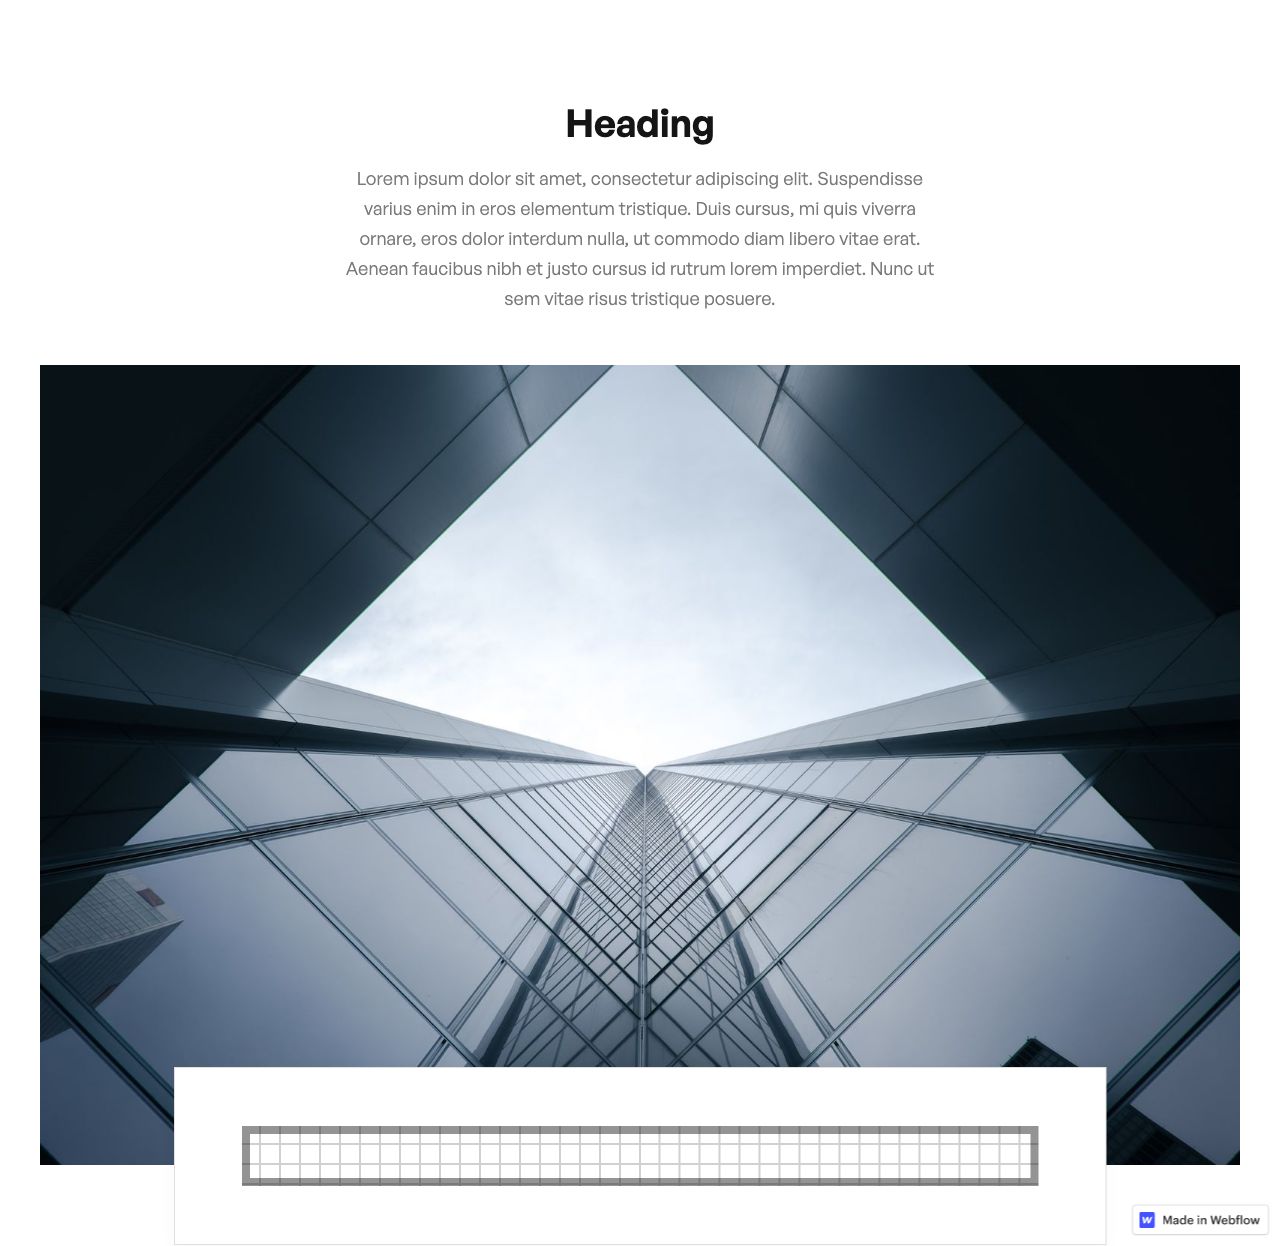 Heading
Lorem ipsum dolor sit amet, consectetur adipiscing elit. Suspendisse
varius enim in eros elementum tristique. Duis cursus, mi quis viverra
ornare, eros dolor interdum nulla, ut commodo diam libero vitae erat.
Aenean faucibus nibh et justo cursus id rutrum lorem imperdiet. Nunc ut
sem vitae risus tristique posuere.
Made in Webflow